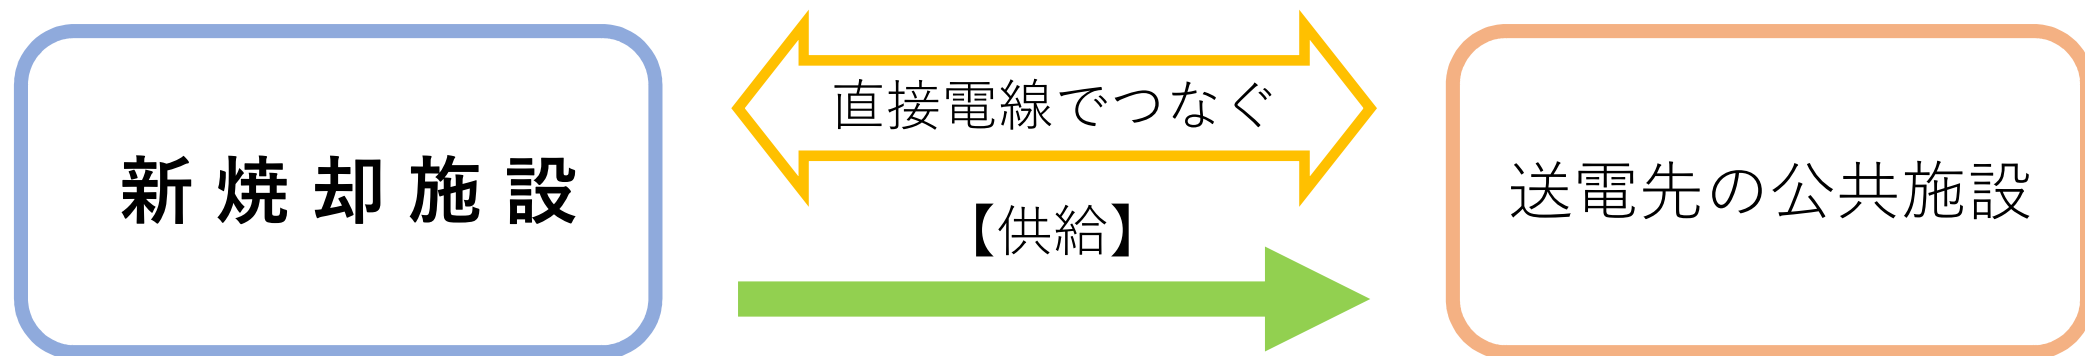 新焼却施設
直接電線でつなぐ
【供給】
送電先の公共施設